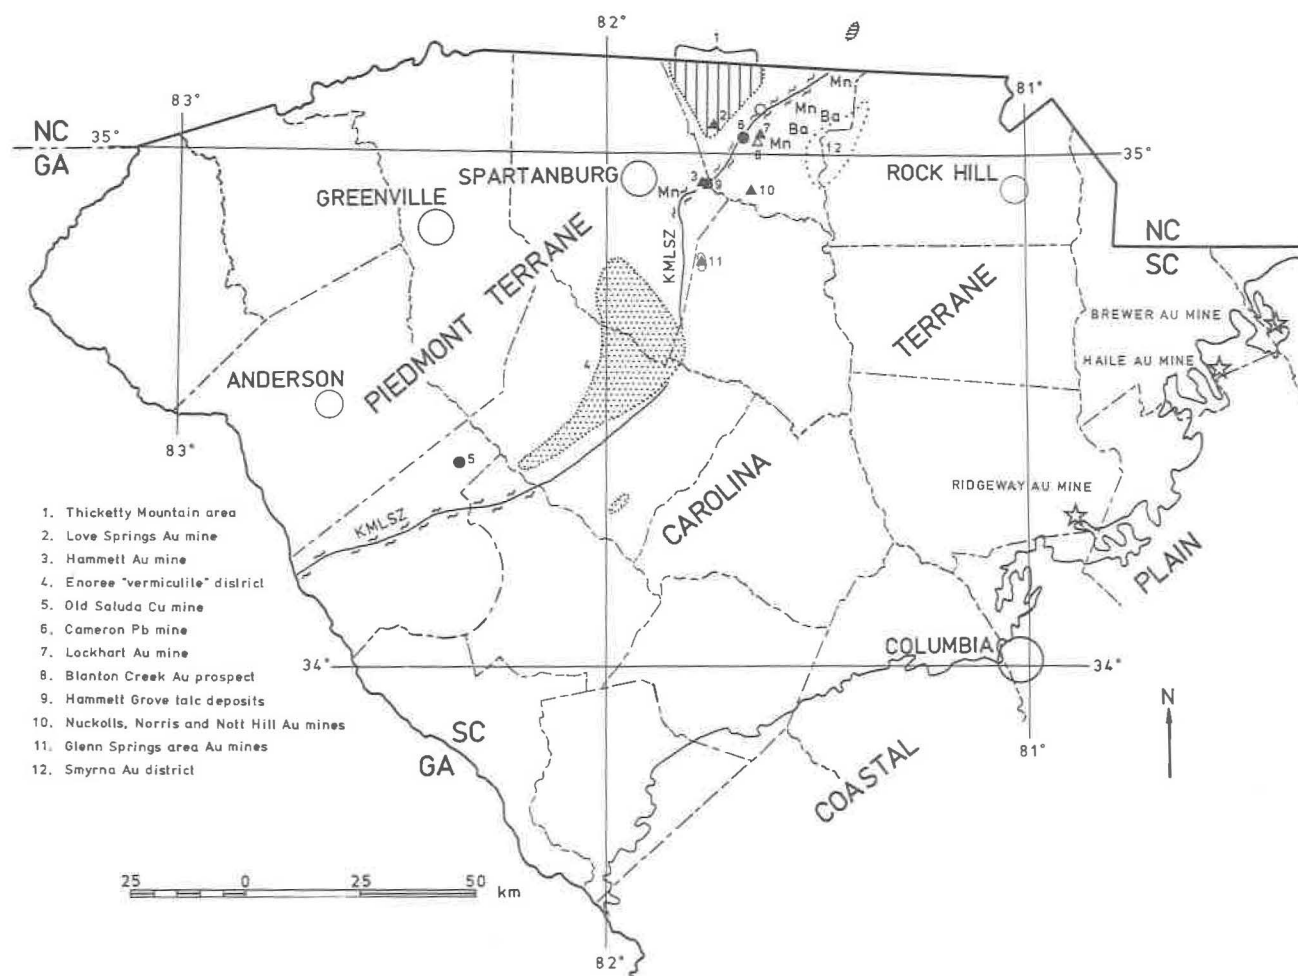 82°
1
83°
81°
NC 35°
GA
Mn
2
Mn
Ba
6
7
Ba
Mn
8
12
35°
SPARTANBURG
ROCK HILL
3
9
10
Mn
GREENVILLE
NC
SC
KMLSZ
11
PIEDMONT TERRANE
TERRANE
BREWER AU MINE
HAILE AU MINE
4
ANDERSON
83°
5
CAROLINA
RIDGEWAY AU MINE
KMLSZ
PLAIN
1. Thicketty Mountain area
2. Love Springs Au mine
3. Hammett Au mine
4. Enoree "vermiculite" district
5. Old Saluda Cu mine
6. Cameron Pb mine
7. Lockhart Au mine
8. Blanton Creek Au prospect
9. Hammett Grove talc deposits
10. Nuckolls, Norris and Nott Hill Au mines
11. Glenn Springs area Au mines
12. Smyrna Au district
COLUMBIA
34°
34°
SC
GA
N
81°
COASTAL
25 0 25 50 km
82°